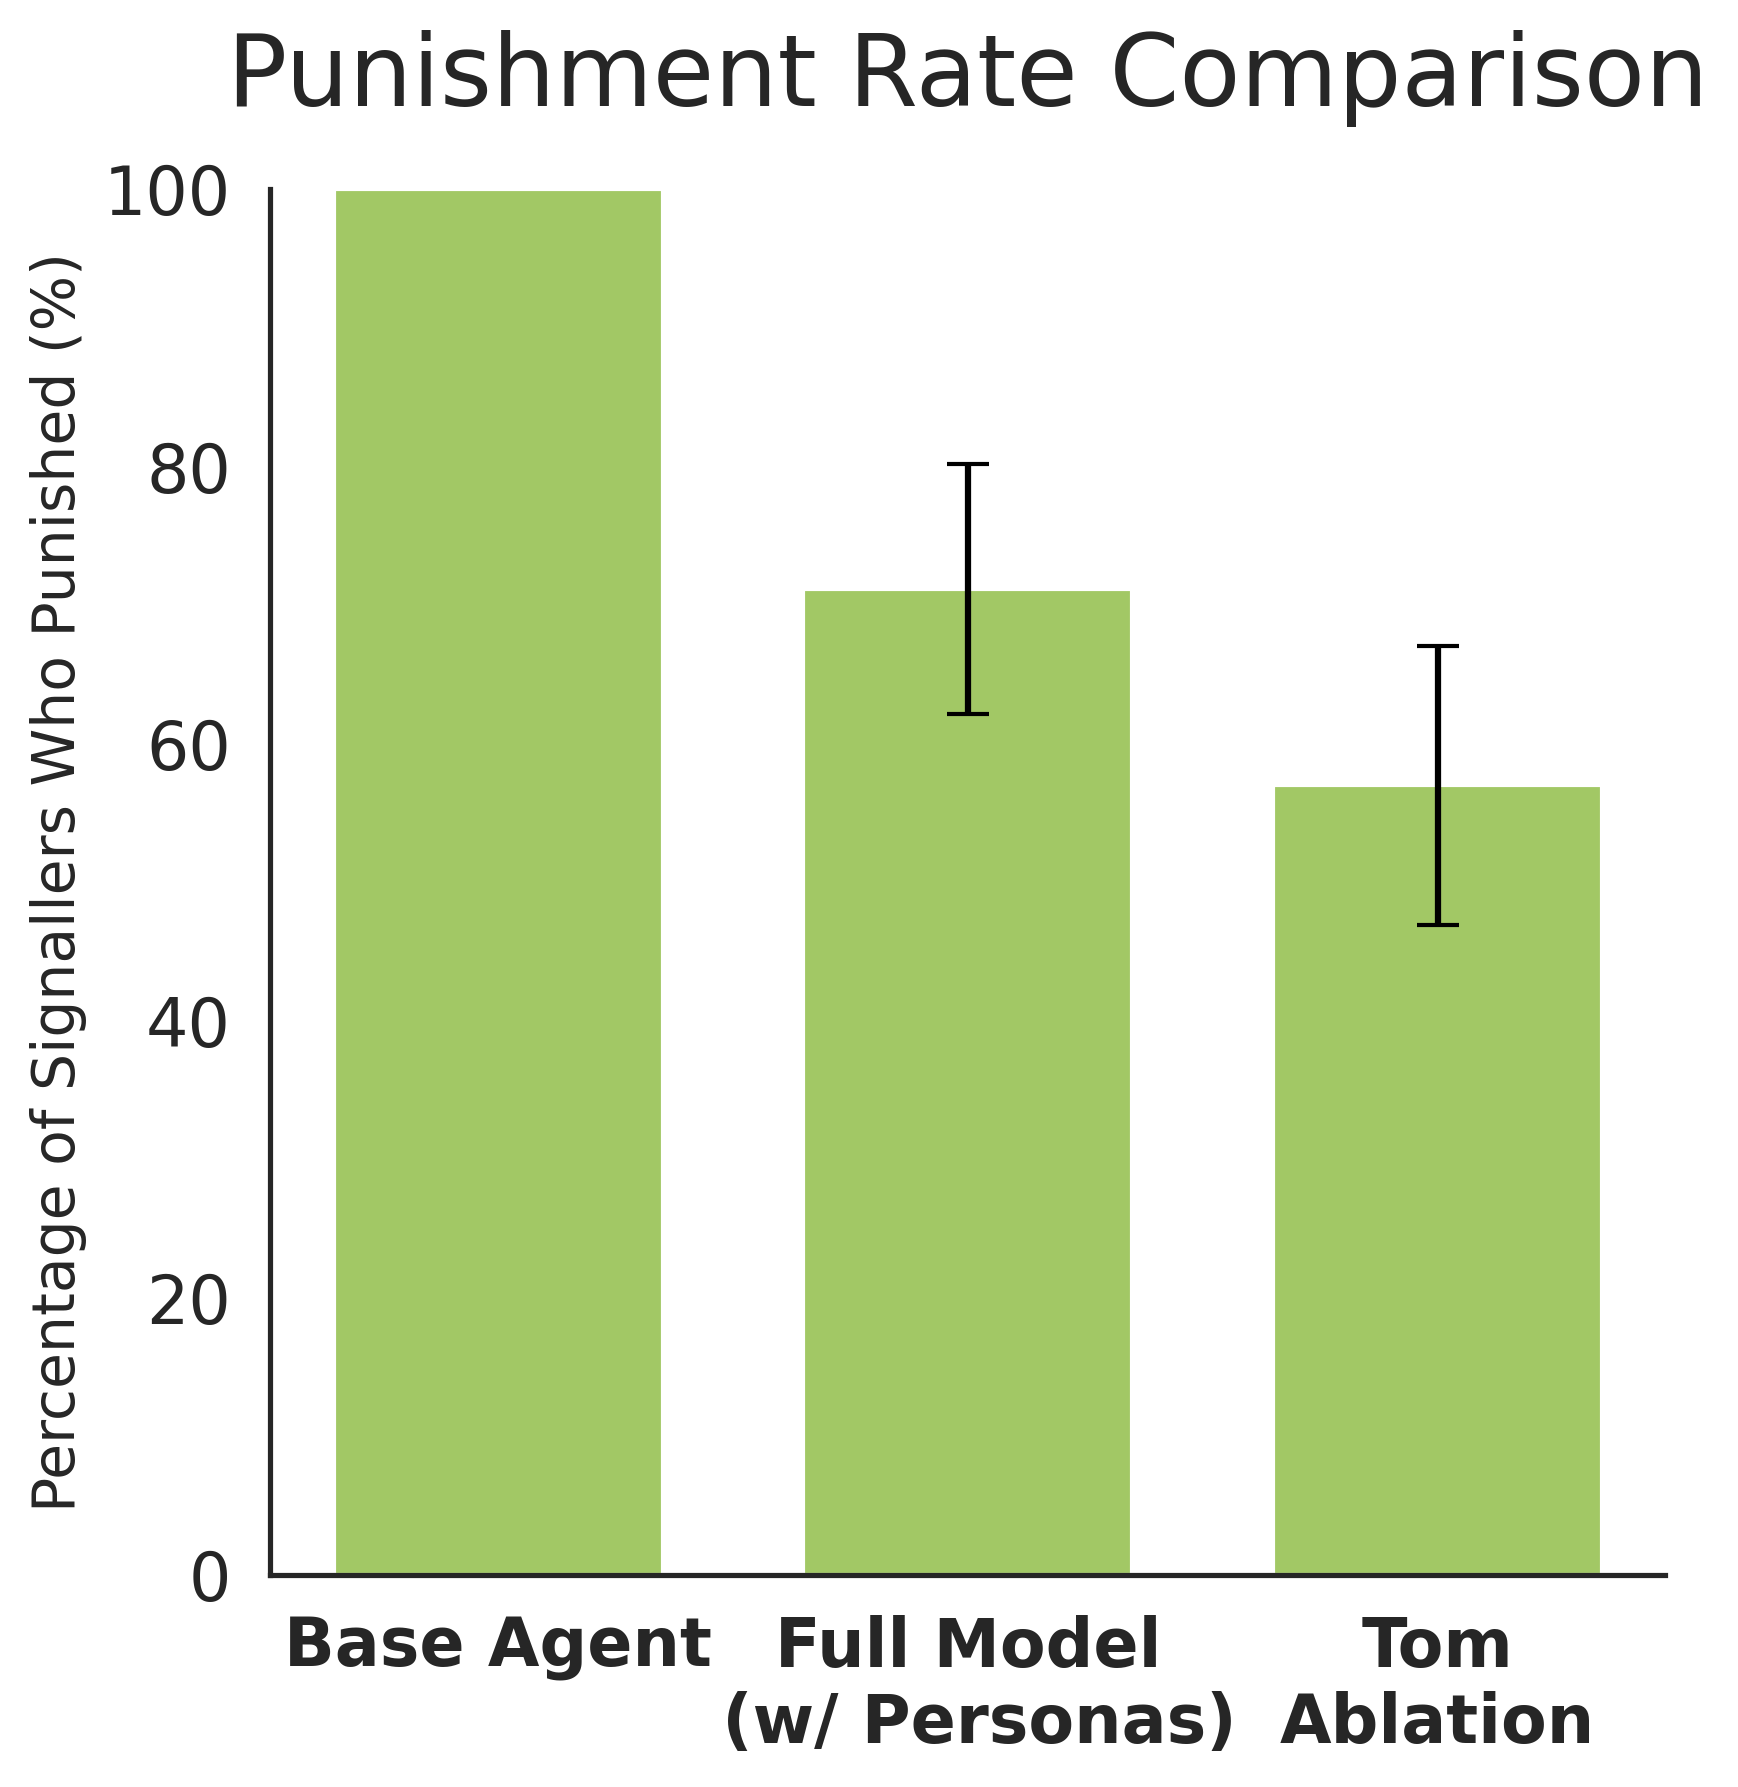 Punishment Rate Comparison
Percentage of Signallers Who Punished (%)
100
80
60
40
20
0
Base Agent
Full Model
(w/ Personas)
Tom
Ablation